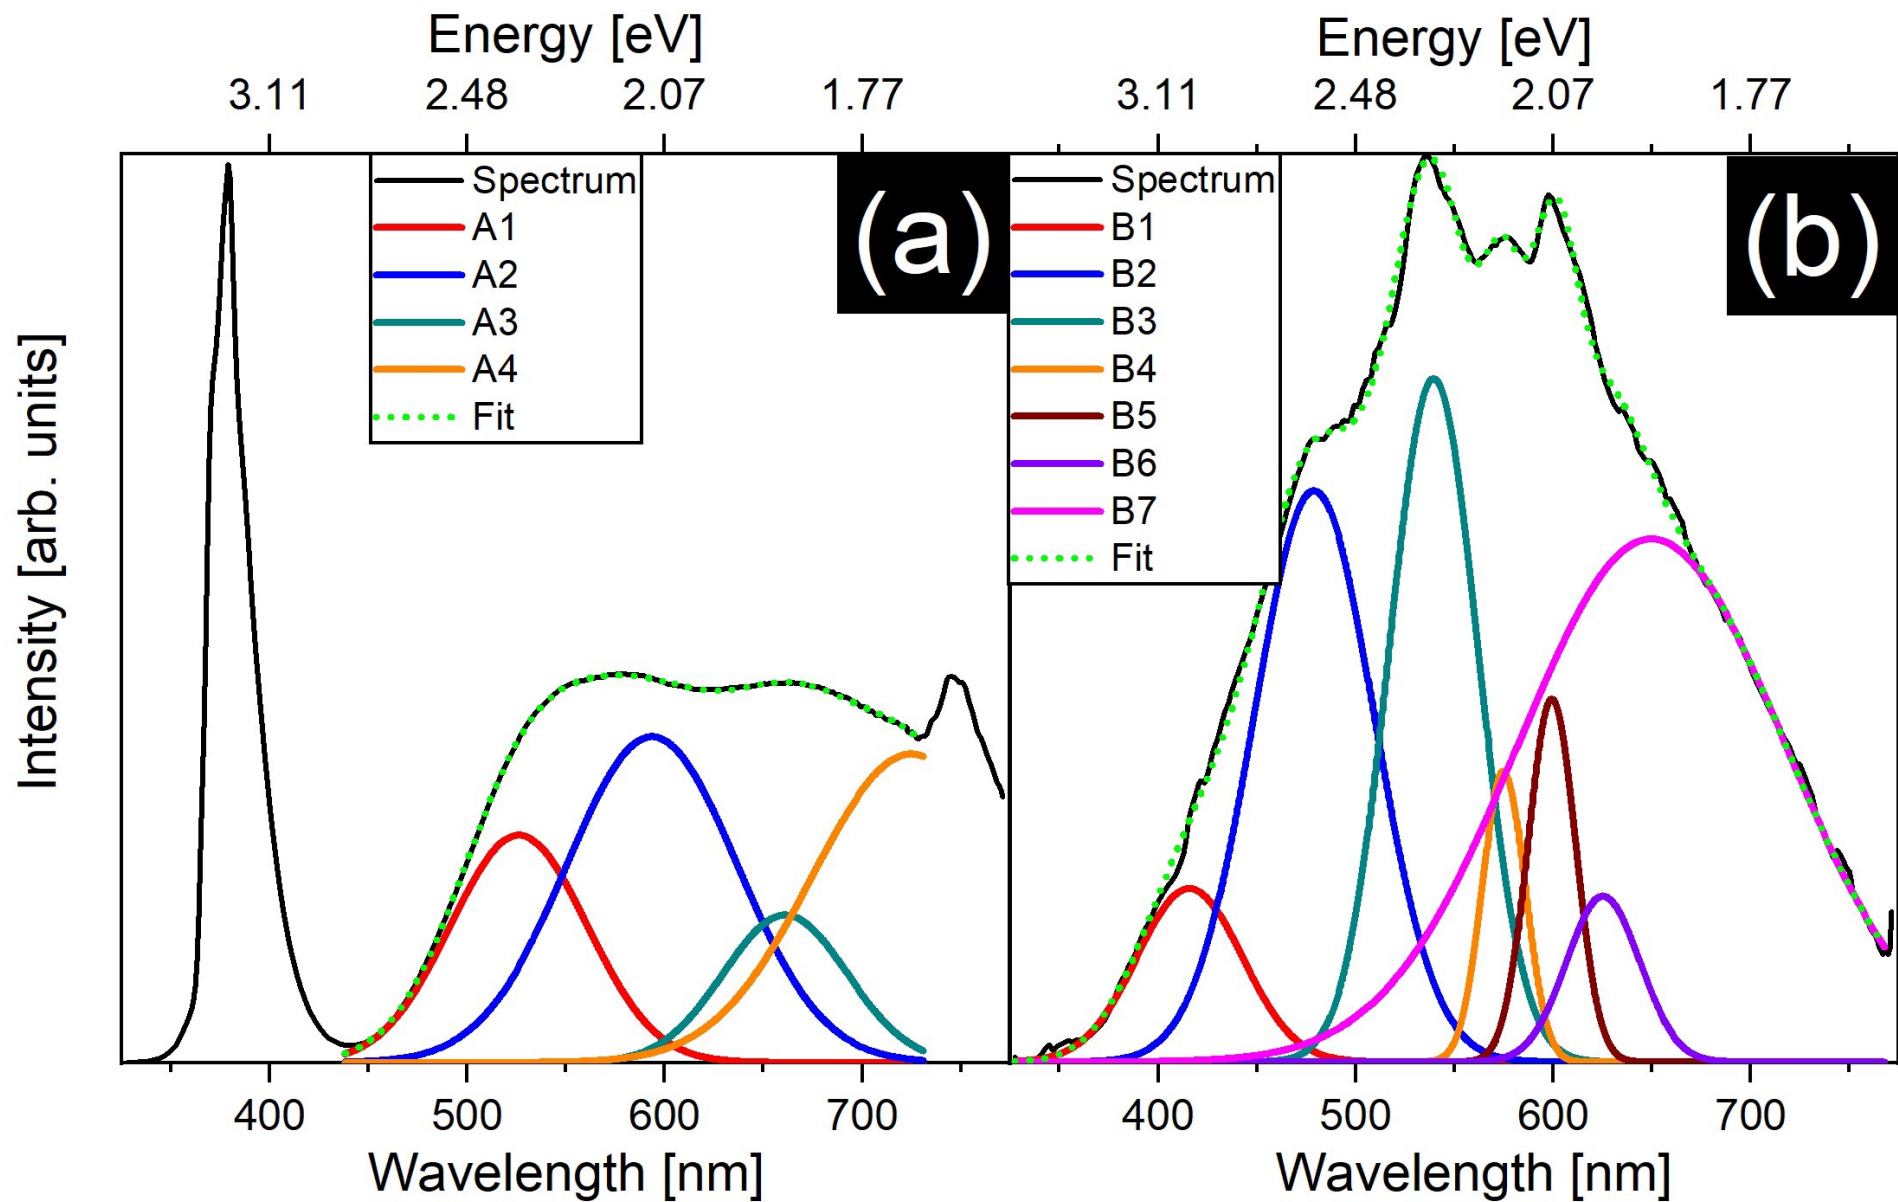 Energy [eV]
3.11 2.48 2.07 1.77
Intensity [arb. units]
Spectrum
A1
A2
A3
A4
Fit
(a)
400 500 600 700
Wavelength [nm]
Energy [eV]
3.11 2.48 2.07 1.77
Spectrum
B1
B2
B3
B4
B5
B6
B7
Fit
(b)
400 500 600 700
Wavelength [nm]